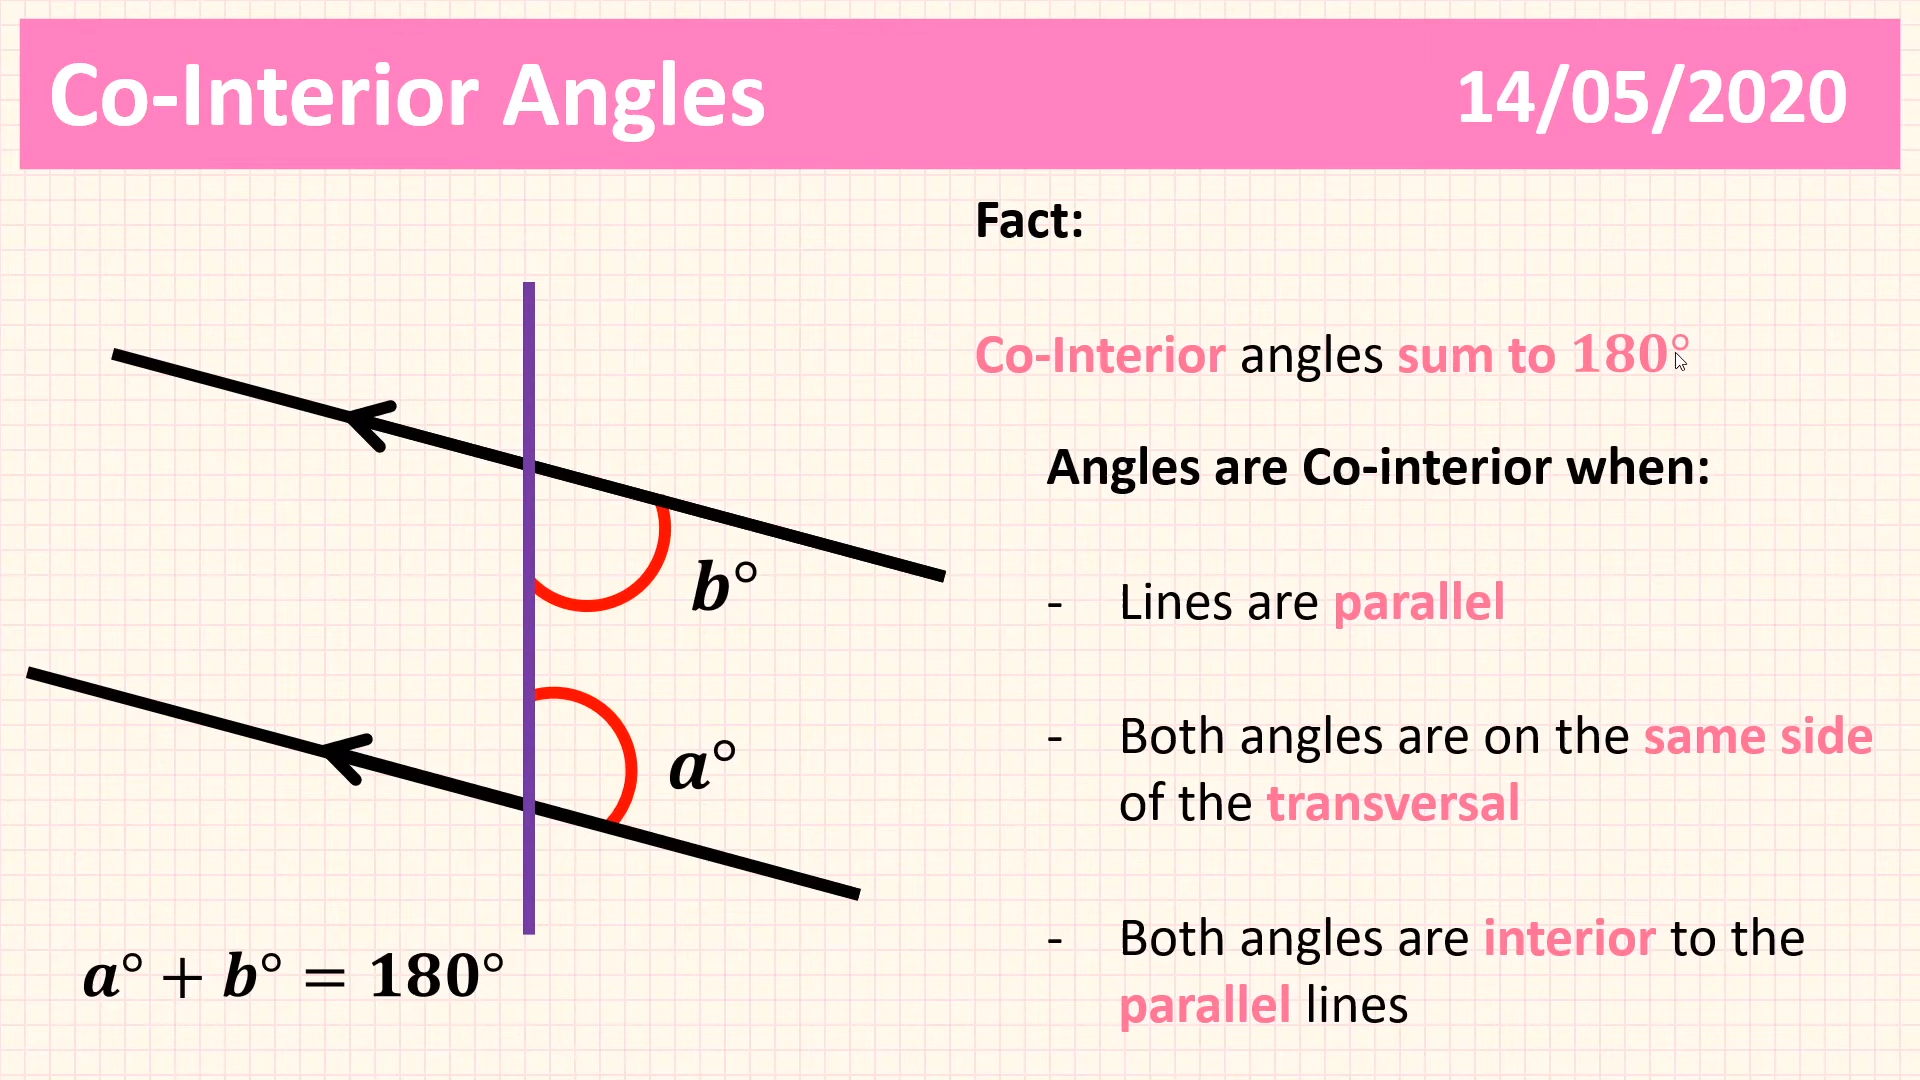 Co-Interior Angles
14/05/2020
Fact:
Co-Interior angles sum to 180°
Angles are Co-interior when:
- Lines are parallel
- Both angles are on the same side
of the transversal
- Both angles are interior to the
parallel lines
b°
a°
a° + b° = 180°